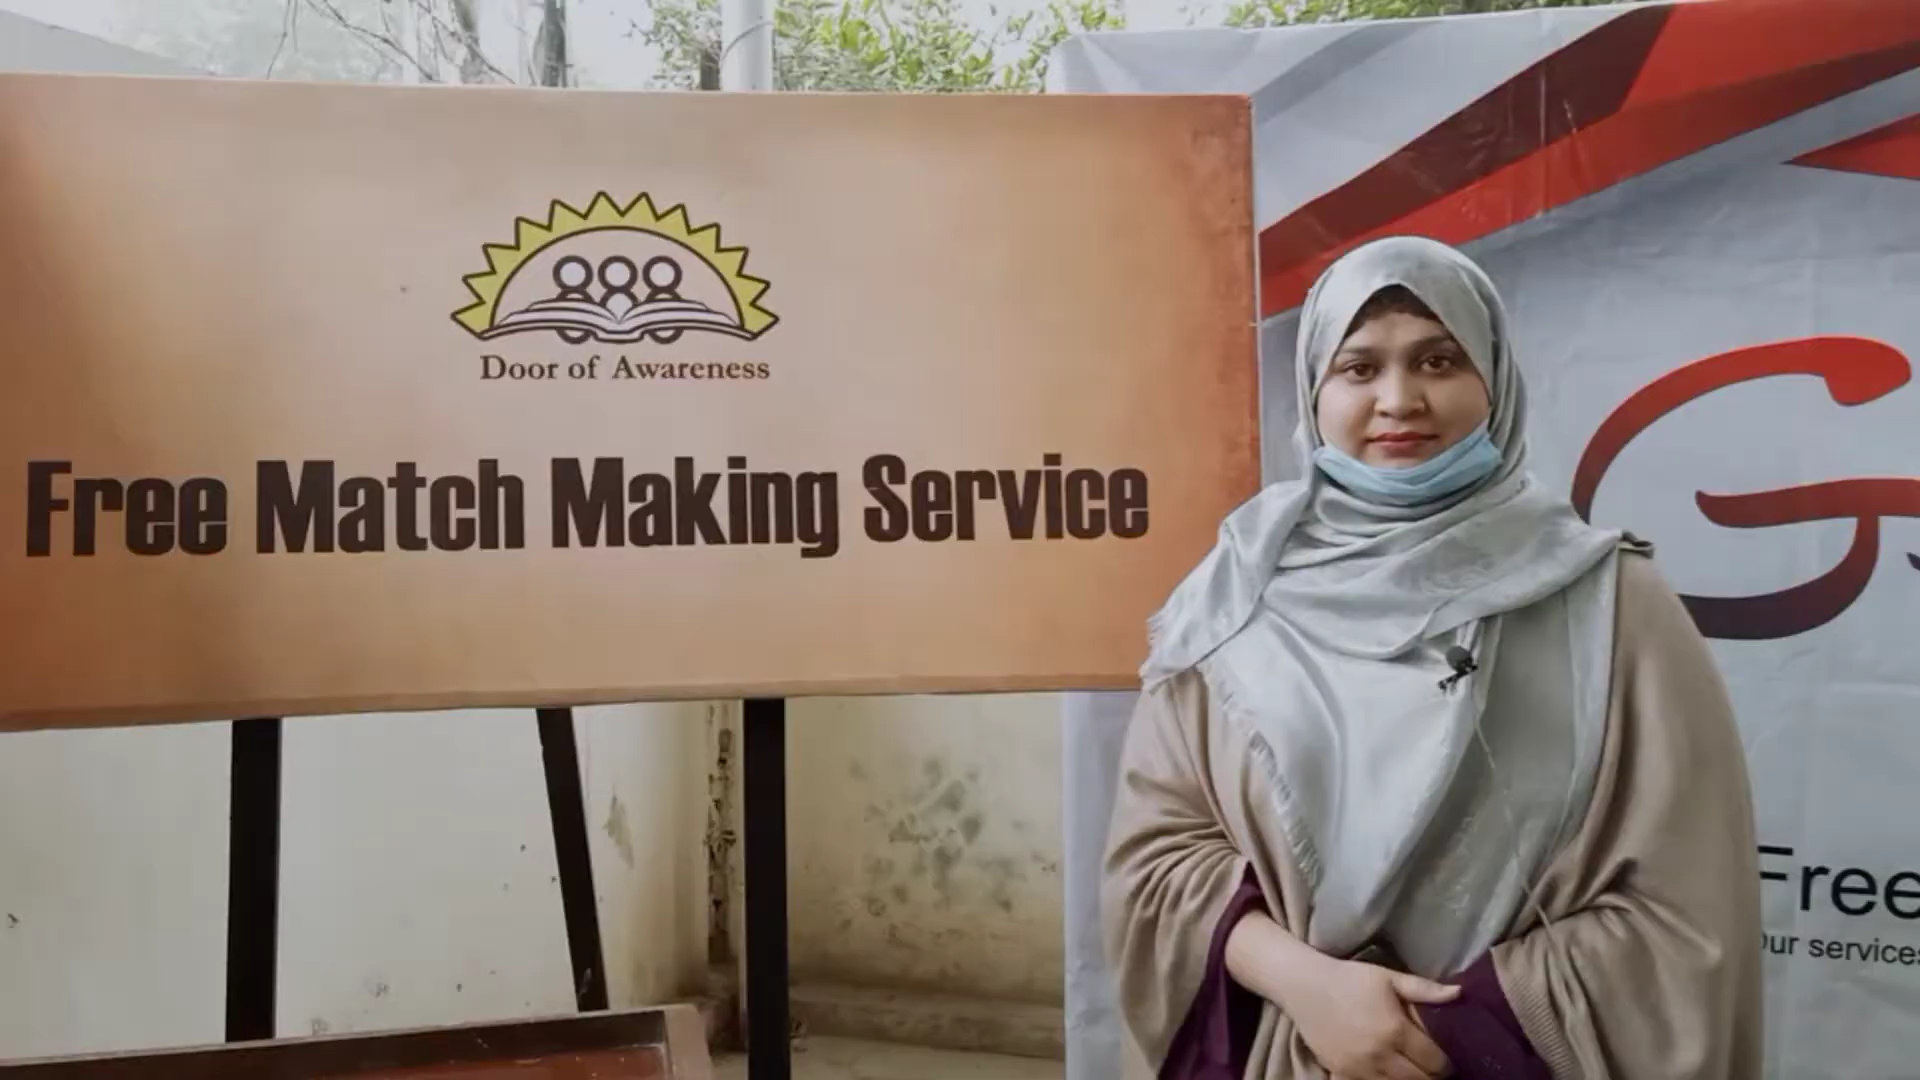 Door of Awareness
Free Match Making Service
G
Free
our services